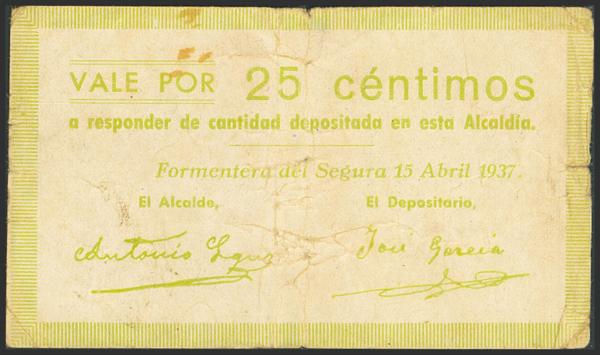 VALE POR 25 céntimos
a responder de cantidad depositada en esta Alcaldía.
Formentera del Segura 15 Abril 1937.
El Alcalde, El Depositario,
Antonio José García